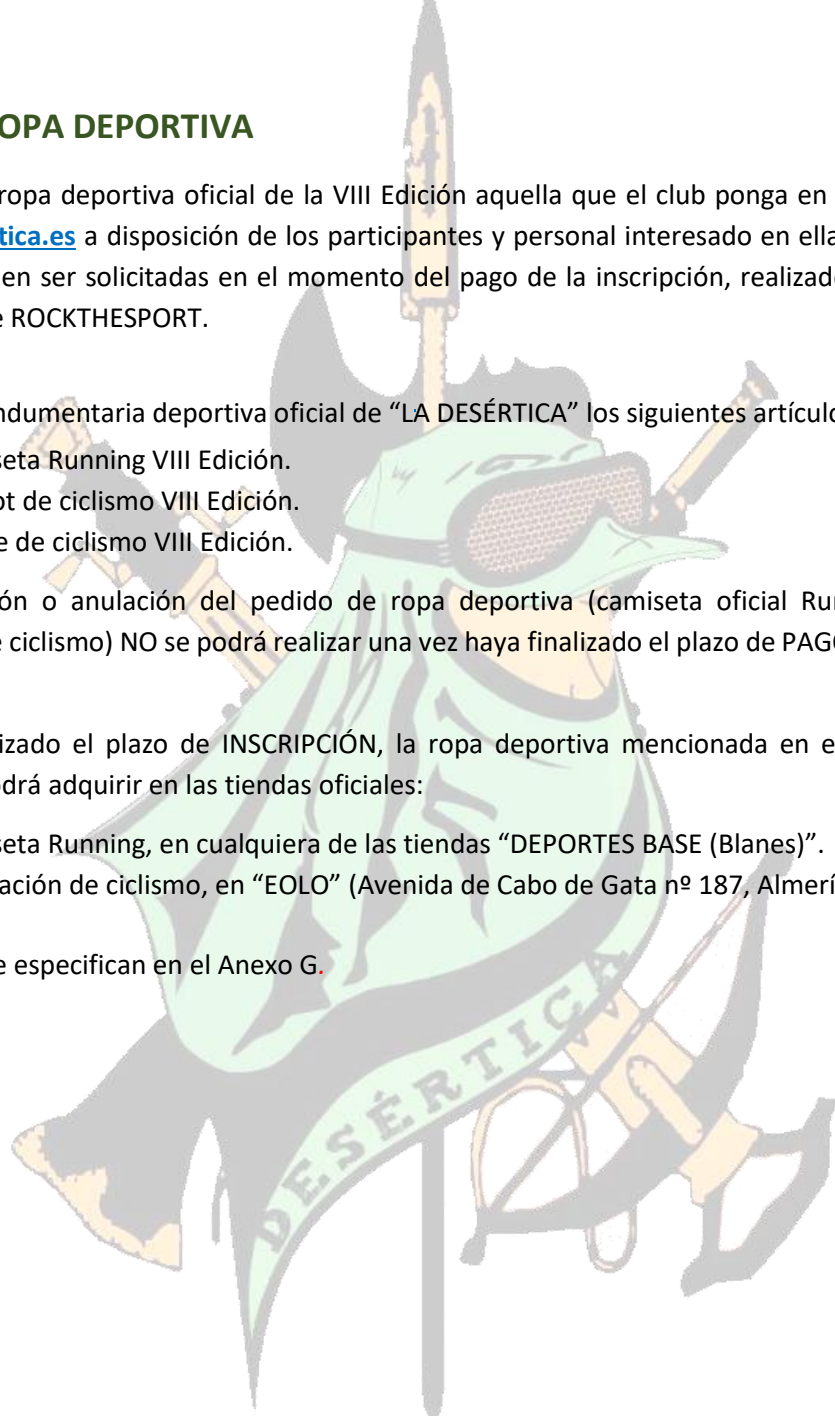 OPA DEPORTIVA
ropa deportiva oficial de la VIII Edición aquella que el club ponga en
tica.es a disposición de los participantes y personal interesado en ella
en ser solicitadas en el momento del pago de la inscripción, realizad
e ROCKTHESPORT.
ndumentaria deportiva oficial de “LA DESÉRTICA” los siguientes artículo
seta Running VIII Edición.
ot de ciclismo VIII Edición.
e de ciclismo VIII Edición.
ón o anulación del pedido de ropa deportiva (camiseta oficial Ru
e ciclismo) NO se podrá realizar una vez haya finalizado el plazo de PAG
izado el plazo de INSCRIPCIÓN, la ropa deportiva mencionada en e
odrá adquirir en las tiendas oficiales:
seta Running, en cualquiera de las tiendas “DEPORTES BASE (Blanes)”.
ación de ciclismo, en “EOLO” (Avenida de Cabo de Gata nº 187, Almerí
e especifican en el Anexo G.
DESÉRTICA